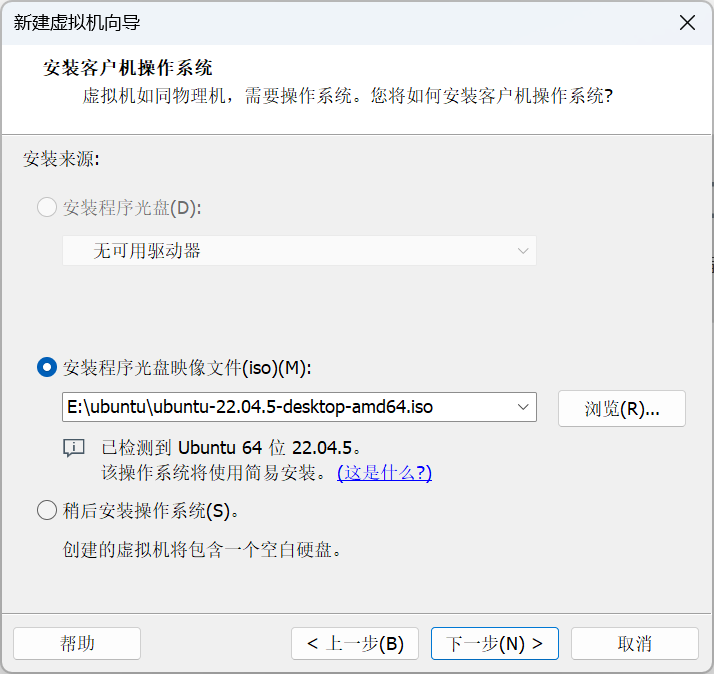 新建虚拟机向导
安装客户机操作系统
虚拟机如同物理机，需要操作系统。您将如何安装客户机操作系统?
安装来源:
安装程序光盘(D):
无可用驱动器
安装程序光盘映像文件(iso)(M):
E:\ubuntu\ubuntu-22.04.5-desktop-amd64.iso
浏览(R)...
已检测到 Ubuntu 64 位 22.04.5。
该操作系统将使用简易安装。(这是什么?)
稍后安装操作系统(S)。
创建的虚拟机将包含一个空白硬盘。
帮助
< 上一步(B)
下一步(N) >
取消